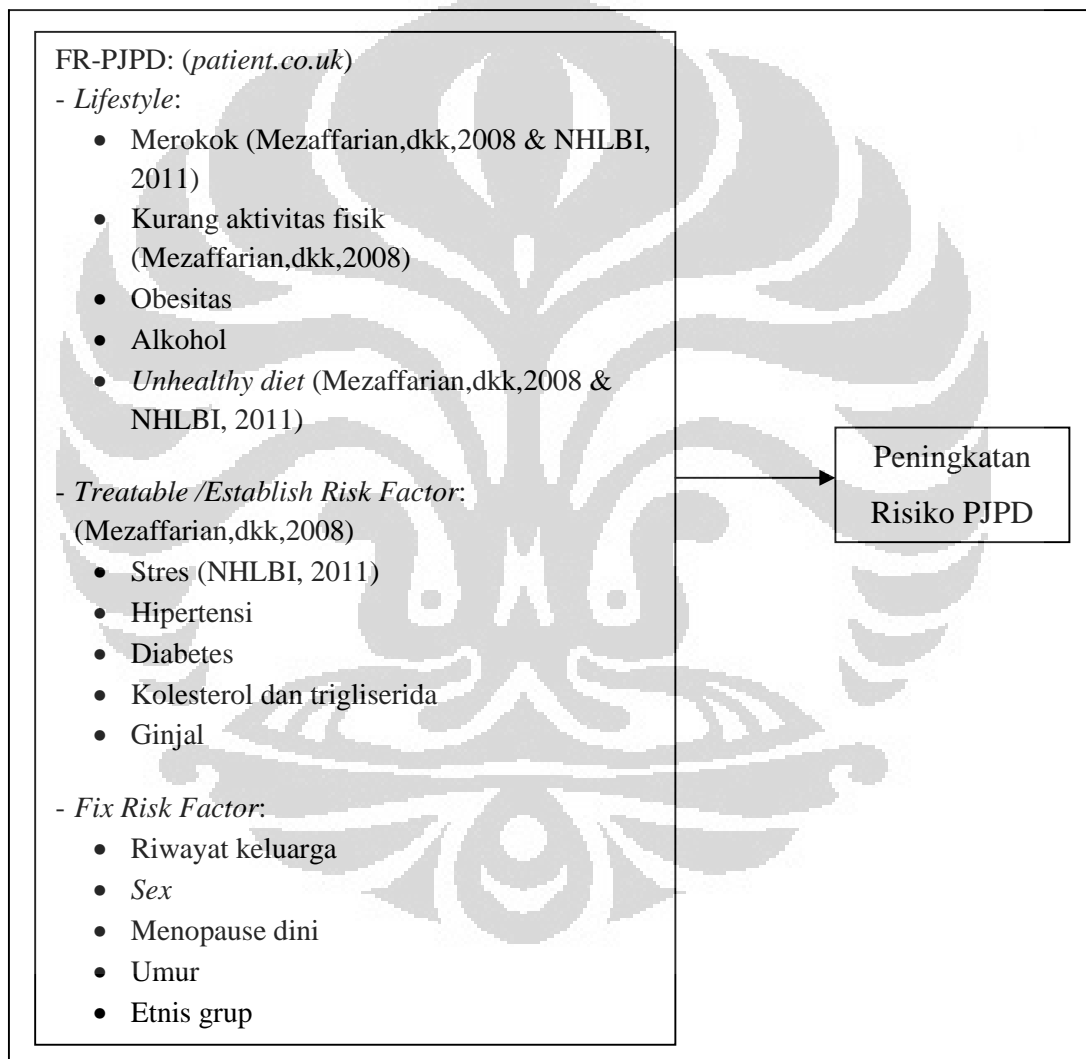 FR-PJPD: (patient.co.uk)
- Lifestyle:
• Merokok (Mezaffarian,dkk,2008 & NHLBI,
2011)
• Kurang aktivitas fisik
(Mezaffarian,dkk,2008)
• Obesitas
• Alkohol
• Unhealthy diet (Mezaffarian,dkk,2008 &
NHLBI, 2011)
- Treatable /Establish Risk Factor:
(Mezaffarian,dkk,2008)
• Stres (NHLBI, 2011)
• Hipertensi
• Diabetes
• Kolesterol dan trigliserida
• Ginjal
- Fix Risk Factor:
• Riwayat keluarga
• Sex
• Menopause dini
• Umur
• Etnis grup
Peningkatan
Risiko PJPD